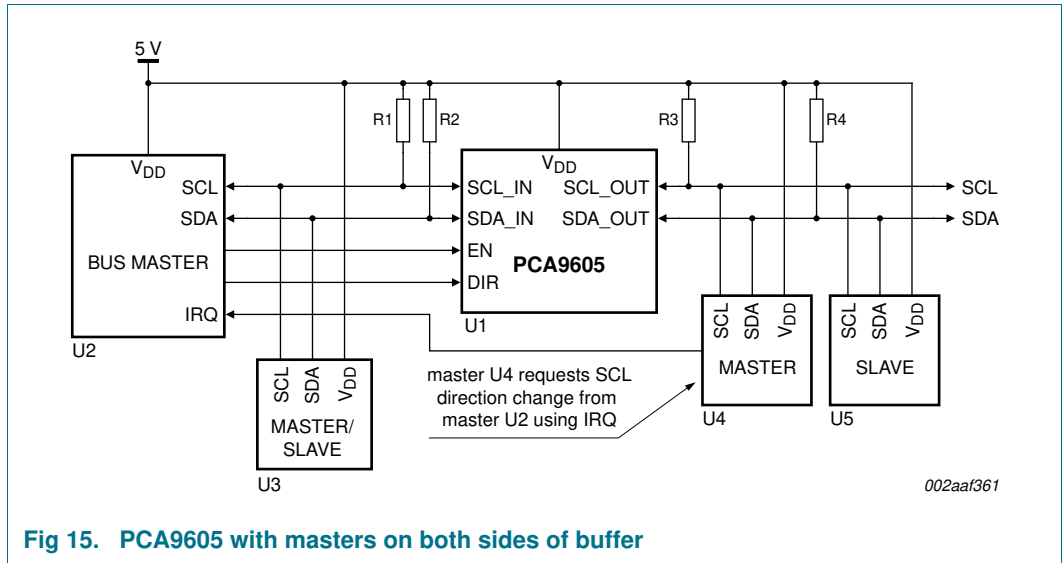 5 V
R1
R2
R3
R4
VDD
SCL
SDA
BUS MASTER
IRQ
U2
VDD
SCL_IN
SCL_OUT
SDA_IN
SDA_OUT
EN
PCA9605
DIR
U1
SCL
SDA
SCL
SDA
VDD
MASTER/
SLAVE
U3
master U4 requests SCL
direction change from
master U2 using IRQ
SCL
SDA
VDD
MASTER
U4
SCL
SDA
VDD
SLAVE
U5
002aaf361
Fig 15. PCA9605 with masters on both sides of buffer